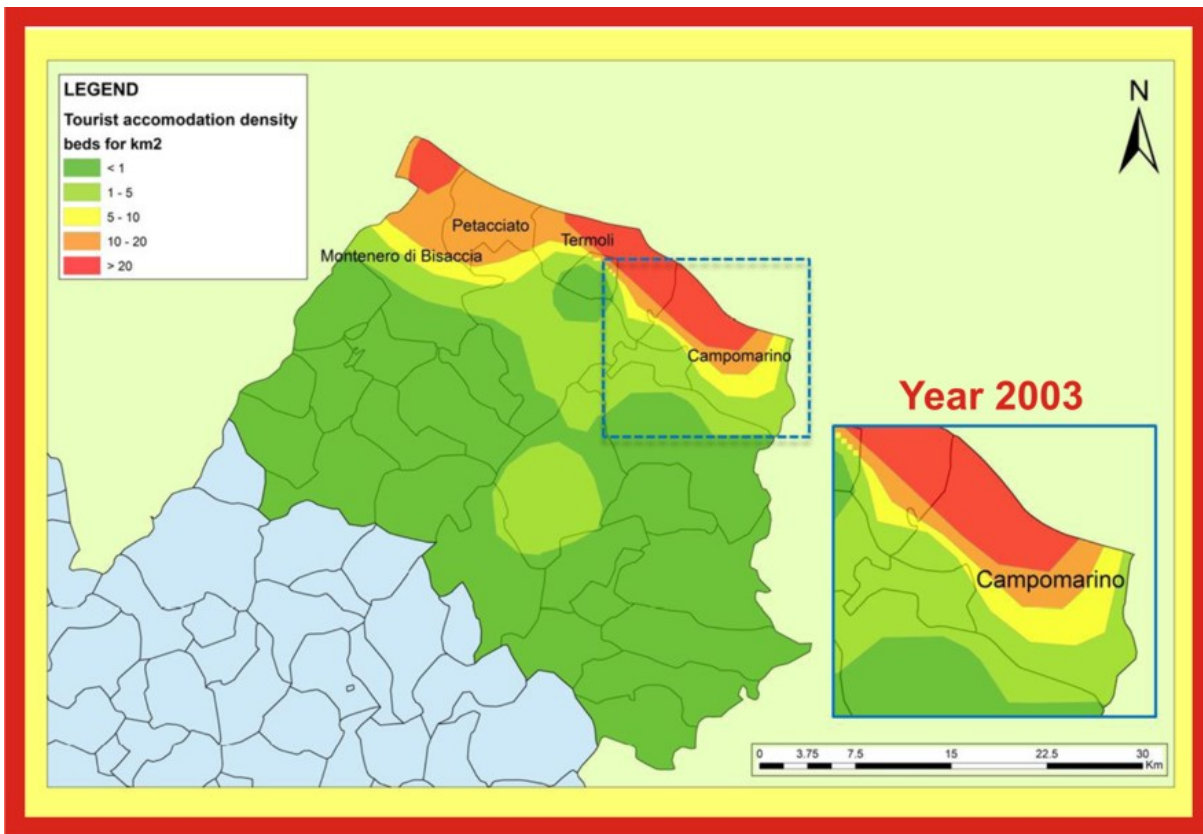 LEGEND
Tourist accomodation density
beds for km2
< 1
1 - 5
5 - 10
10 - 20
> 20
N
Petacciato
Termoli
Montenero di Bisaccia
Campomarino
Year 2003
Campomarino
0 3.75 7.5 15 22.5 30
Km